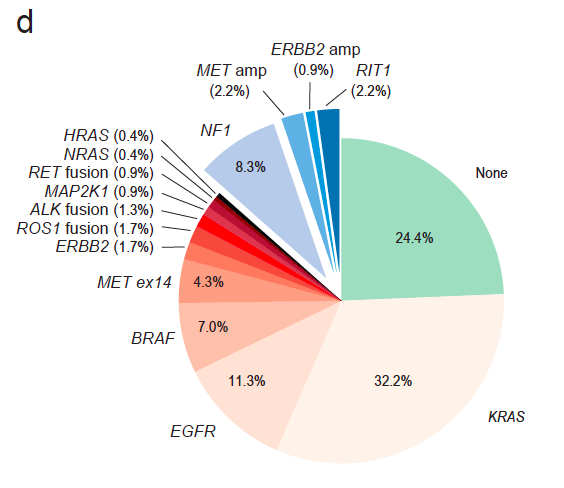 d
ERBB2 amp
(0.9%)
MET amp
(2.2%)
RIT1
(2.2%)
HRAS (0.4%)
NRAS (0.4%)
RET fusion (0.9%)
MAP2K1 (0.9%)
ALK fusion (1.3%)
ROS1 fusion (1.7%)
ERBB2 (1.7%)
NF1
8.3%
None
24.4%
MET ex14
4.3%
BRAF
7.0%
EGFR
11.3%
32.2%
KRAS